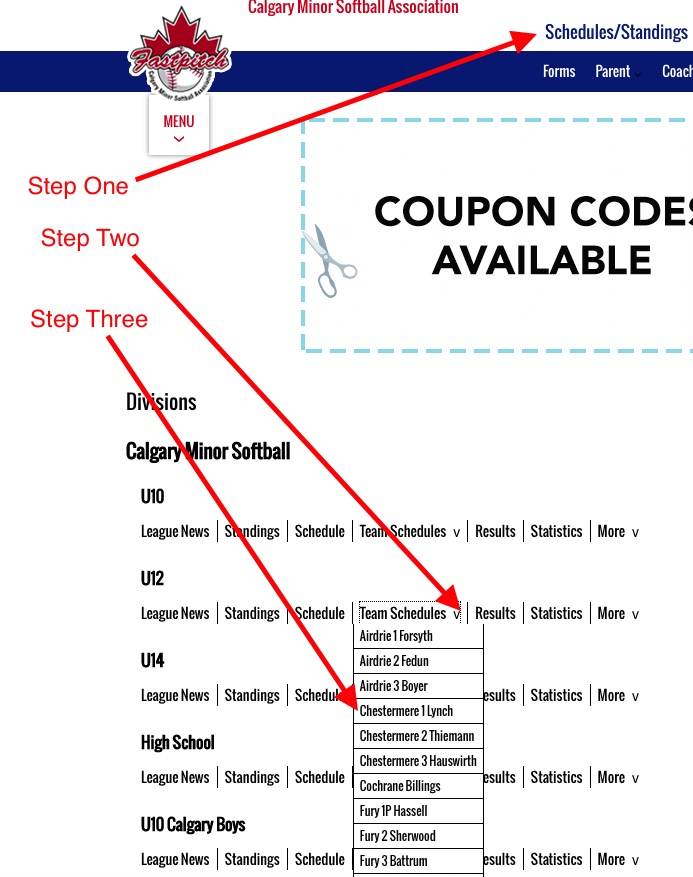 Calgary Minor Softball Association
Schedules/Standings
Fastpitch
Calgary Minor Softball Association
Forms Parent Coach
MENU
Step One
COUPON CODES
AVAILABLE
Step Two
Step Three
Divisions
Calgary Minor Softball
U10
League News Standings Schedule Team Schedules v Results Statistics More v
U12
League News Standings Schedule Team Schedules v Results Statistics More v
Airdrie 1 Forsyth
Airdrie 2 Fedun
U14
Airdrie 3 Boyer
League News Standings Schedule esults Statistics More v
Chestermere 1 Lynch
Chestermere 2 Thiemann
High School
Chestermere 3 Hauswirth
League News Standings Schedule esults Statistics More v
Cochrane Billings
Fury 1P Hassell
U10 Calgary Boys
Fury 2 Sherwood
League News Standings Schedule esults Statistics More v
Fury 3 Battrum